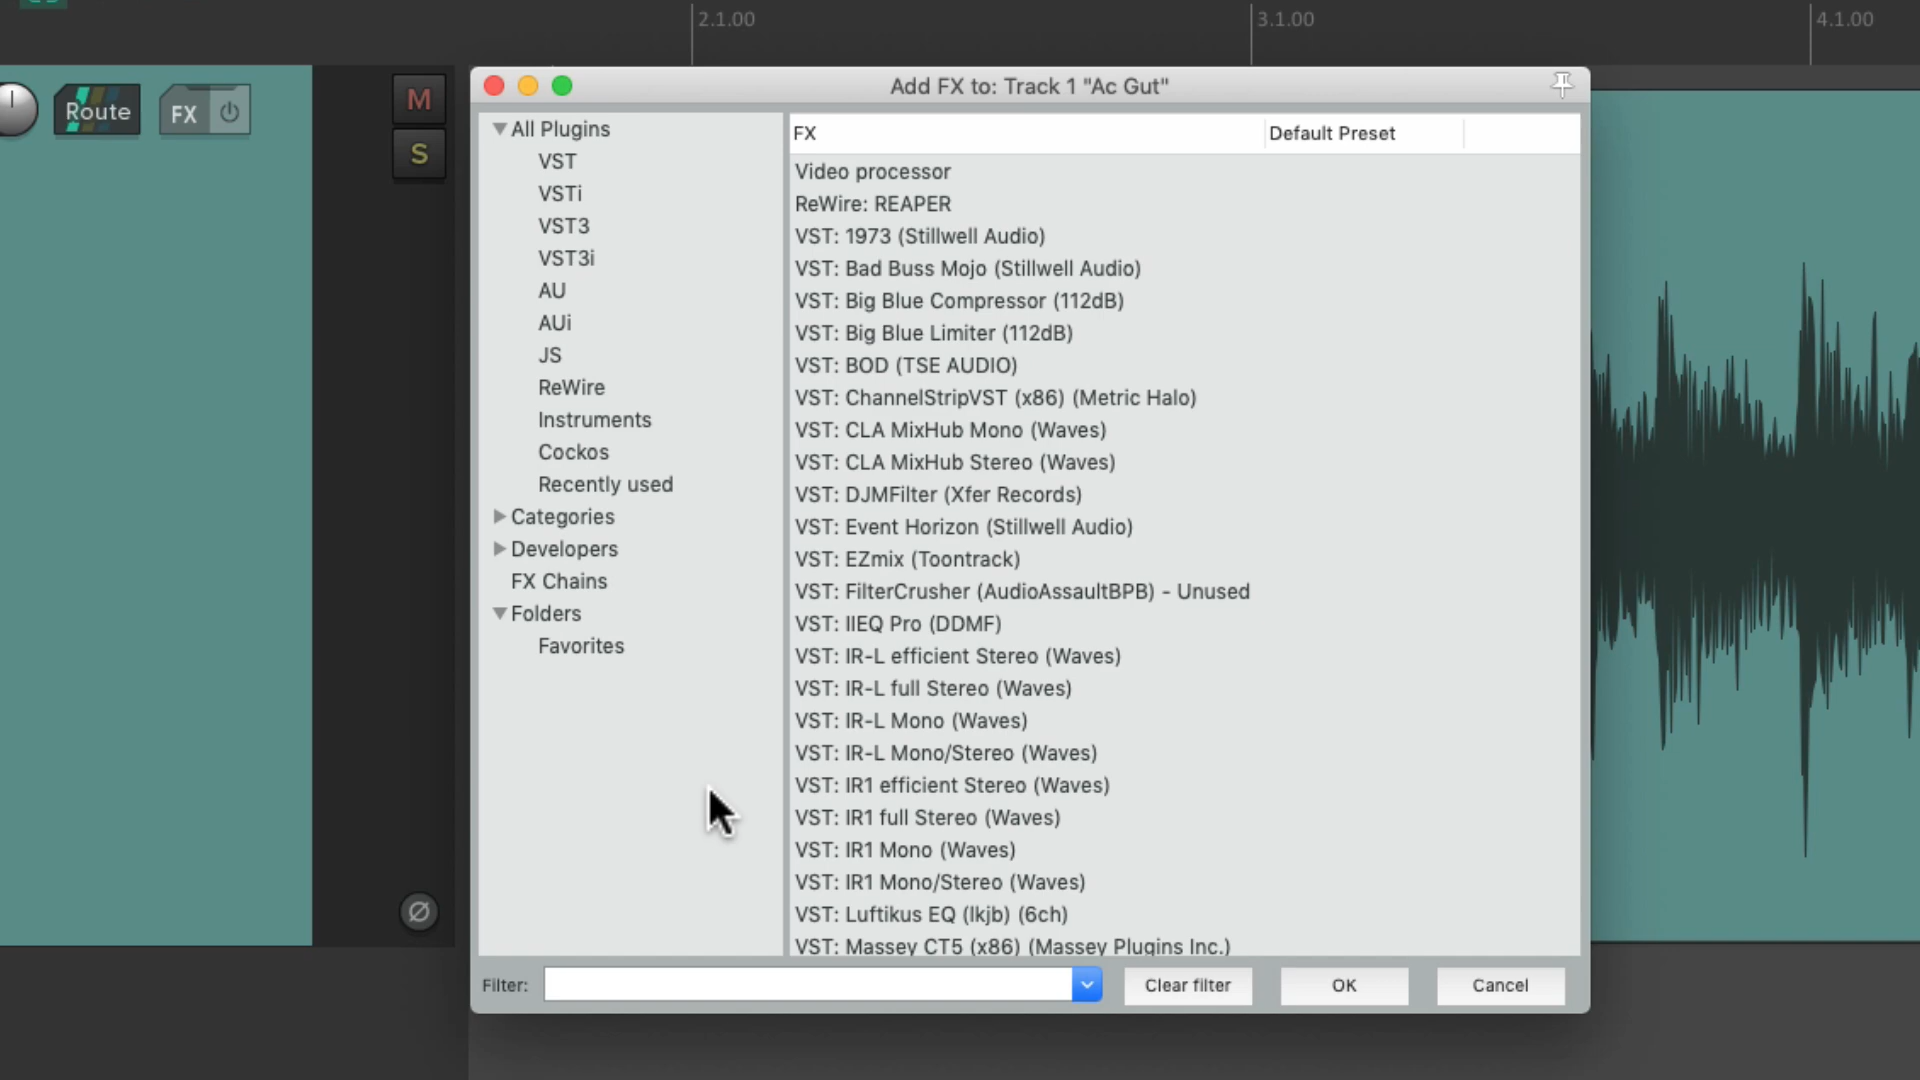 2.1.00
3.1.00
4.1.00
Route
FX
M
S
Add FX to: Track 1 "Ac Gut"
All Plugins
VST
VSTi
VST3
VST3i
AU
AUi
JS
ReWire
Instruments
Cockos
Recently used
Categories
Developers
FX Chains
Folders
Favorites
FX
Default Preset
Video processor
ReWire: REAPER
VST: 1973 (Stillwell Audio)
VST: Bad Buss Mojo (Stillwell Audio)
VST: Big Blue Compressor (112dB)
VST: Big Blue Limiter (112dB)
VST: BOD (TSE AUDIO)
VST: ChannelStripVST (x86) (Metric Halo)
VST: CLA MixHub Mono (Waves)
VST: CLA MixHub Stereo (Waves)
VST: DJMFilter (Xfer Records)
VST: Event Horizon (Stillwell Audio)
VST: EZmix (Toontrack)
VST: FilterCrusher (AudioAssaultBPB) - Unused
VST: IIEQ Pro (DDMF)
VST: IR-L efficient Stereo (Waves)
VST: IR-L full Stereo (Waves)
VST: IR-L Mono (Waves)
VST: IR-L Mono/Stereo (Waves)
VST: IR1 efficient Stereo (Waves)
VST: IR1 full Stereo (Waves)
VST: IR1 Mono (Waves)
VST: IR1 Mono/Stereo (Waves)
VST: Luftikus EQ (lkjb) (6ch)
VST: Massey CT5 (x86) (Massey Plugins Inc.)
Filter:
Clear filter
OK
Cancel